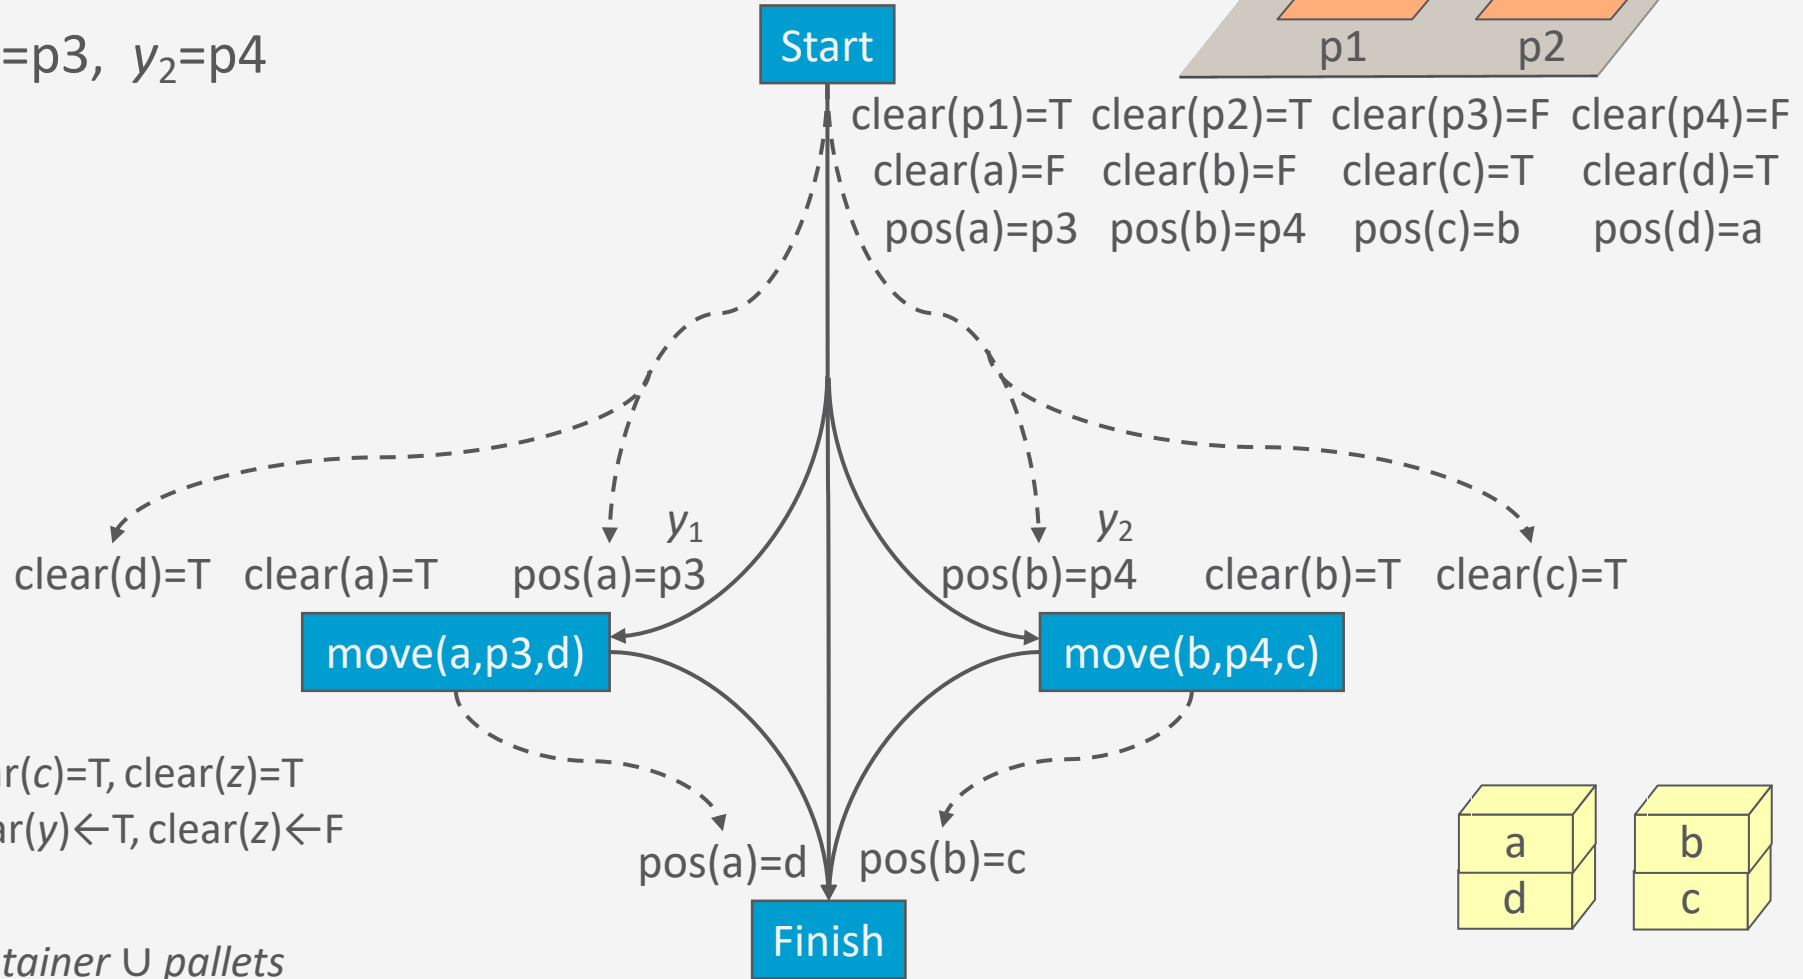 =p3, y₂=p4
Start
p1 p2
clear(p1)=T clear(p2)=T clear(p3)=F clear(p4)=F
clear(a)=F clear(b)=F clear(c)=T clear(d)=T
pos(a)=p3 pos(b)=p4 pos(c)=b pos(d)=a
y₁ y₂
clear(d)=T clear(a)=T pos(a)=p3 pos(b)=p4 clear(b)=T clear(c)=T
move(a,p3,d) move(b,p4,c)
r(c)=T, clear(z)=T
ar(y)←T, clear(z)←F
pos(a)=d pos(b)=c
a b
d c
Finish
tainer ∪ pallets